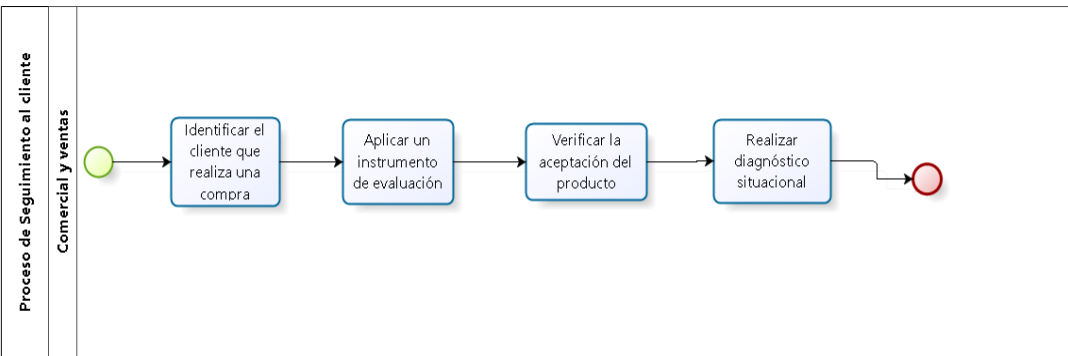 Proceso de Seguimiento al cliente
Comercial y ventas
Identificar el
cliente que
realiza una
compra
Aplicar un
instrumento
de evaluación
Verificar la
aceptación del
producto
Realizar
diagnóstico
situacional